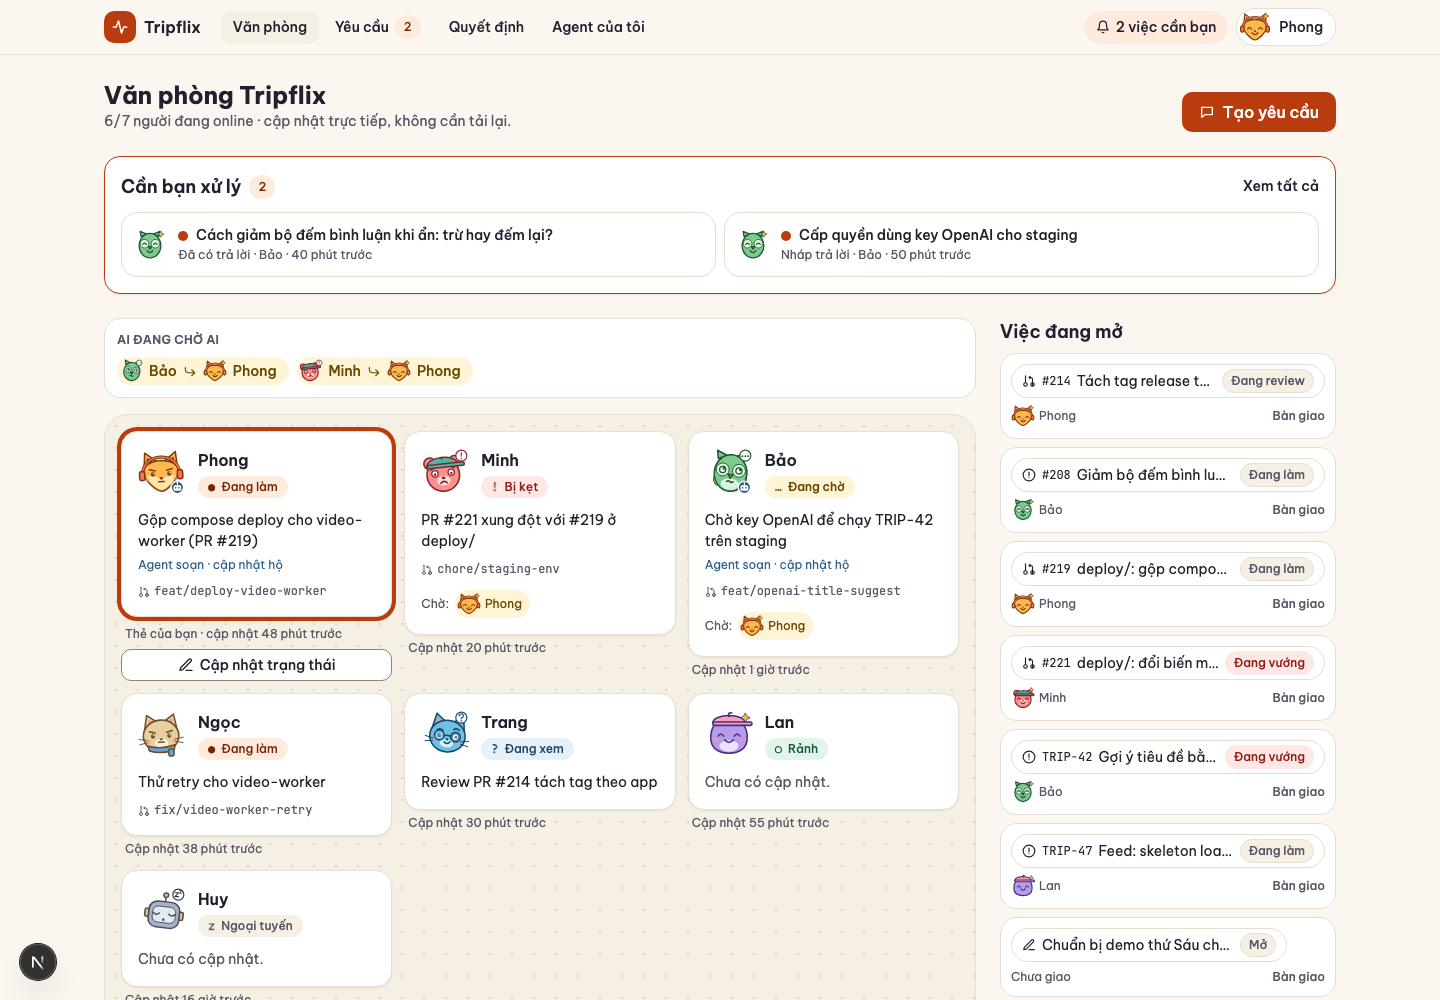 Tripflix
Văn phòng
Yêu cầu 2
Quyết định
Agent của tôi
2 việc cần bạn
Phong
Văn phòng Tripflix
6/7 người đang online · cập nhật trực tiếp, không cần tải lại.
Tạo yêu cầu
Cần bạn xử lý 2
Xem tất cả
Cách giảm bộ đếm bình luận khi ẩn: trừ hay đếm lại?
Đã có trả lời · Bảo · 40 phút trước
Cấp quyền dùng key OpenAI cho staging
Nháp trả lời · Bảo · 50 phút trước
AI ĐANG CHỜ AI
Bảo ↪ Phong
Minh ↪ Phong
Phong
Đang làm
Gộp compose deploy cho video-
worker (PR #219)
Agent soạn · cập nhật hộ
feat/deploy-video-worker
Thẻ của bạn · cập nhật 48 phút trước
Cập nhật trạng thái
Minh
! Bị kẹt
PR #221 xung đột với #219 ở
deploy/
chore/staging-env
Chờ: Phong
Cập nhật 20 phút trước
Bảo
… Đang chờ
Chờ key OpenAI để chạy TRIP-42
trên staging
Agent soạn · cập nhật hộ
feat/openai-title-suggest
Chờ: Phong
Cập nhật 1 giờ trước
Ngọc
Đang làm
Thử retry cho video-worker
fix/video-worker-retry
Cập nhật 38 phút trước
Trang
? Đang xem
Review PR #214 tách tag theo app
Cập nhật 30 phút trước
Lan
Rảnh
Chưa có cập nhật.
Cập nhật 55 phút trước
Huy
z Ngoại tuyến
Chưa có cập nhật.
Cập nhật 16 giờ trước
Việc đang mở
#214 Tách tag release t... Đang review
Phong
Bàn giao
#208 Giảm bộ đếm bình lu... Đang làm
Bảo
Bàn giao
#219 deploy/: gộp compo... Đang làm
Phong
Bàn giao
#221 deploy/: đổi biến m... Đang vướng
Minh
Bàn giao
TRIP-42 Gợi ý tiêu đề bằ... Đang vướng
Bảo
Bàn giao
TRIP-47 Feed: skeleton loa... Đang làm
Lan
Bàn giao
Chuẩn bị demo thứ Sáu ch... Mở
Chưa giao
Bàn giao
N